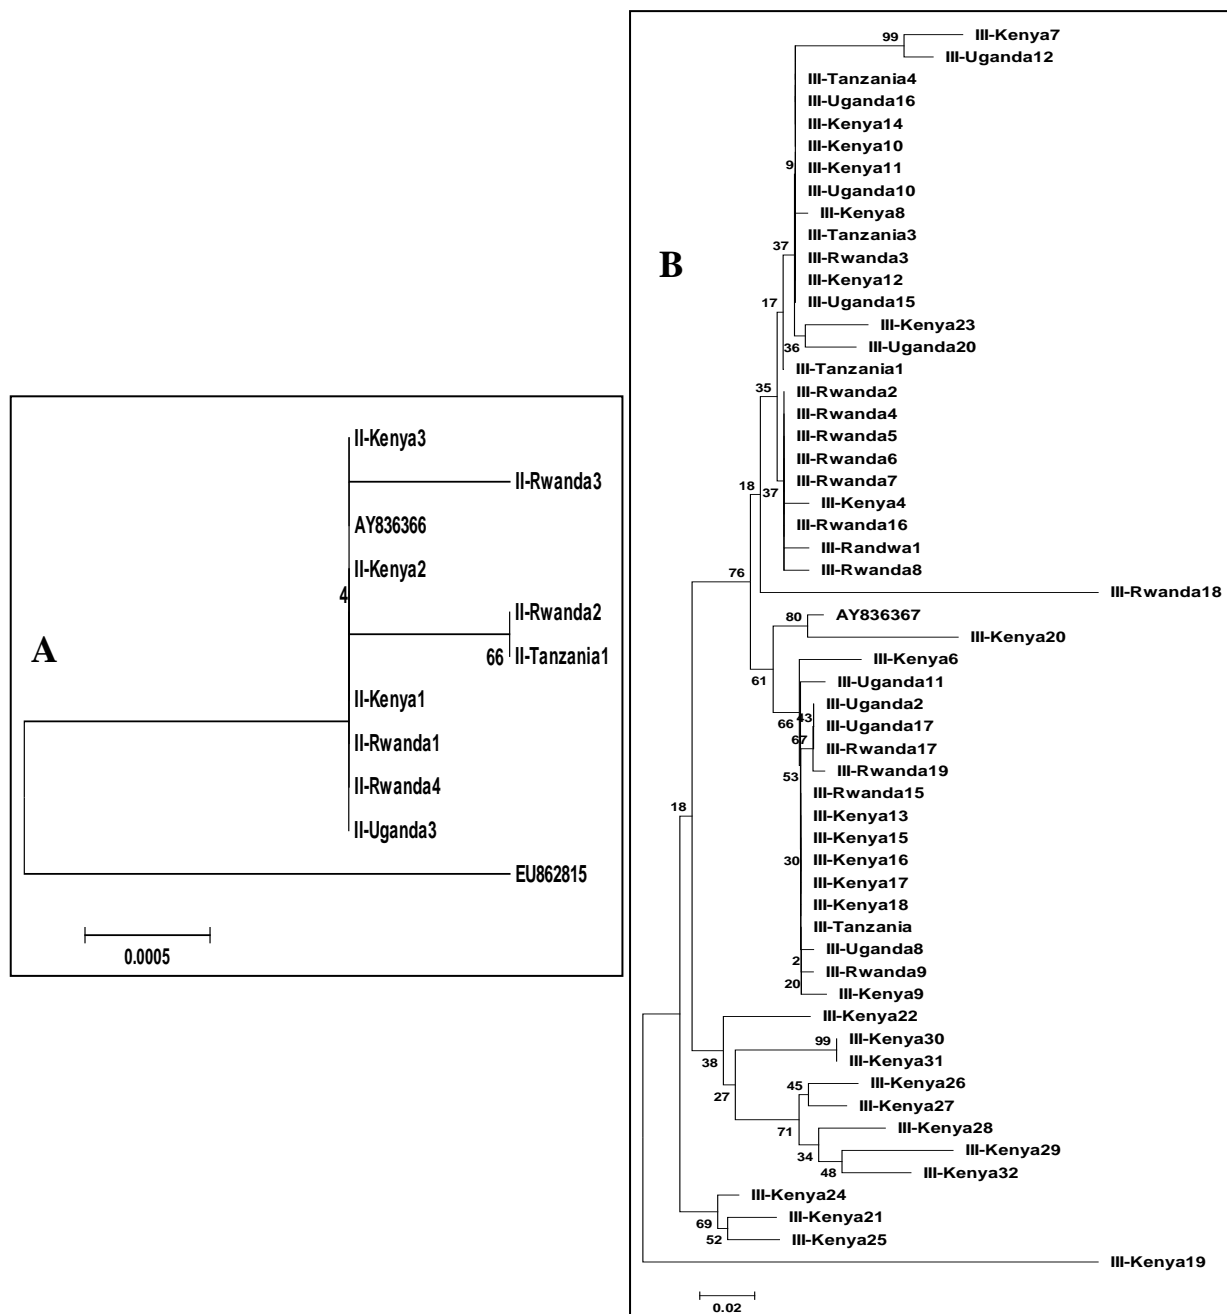 A
II-Kenya3
II-Rwanda3
AY836366
II-Kenya2
4
II-Rwanda2
66
II-Tanzania1
II-Kenya1
II-Rwanda1
II-Rwanda4
II-Uganda3
EU862815
0.0005
B
99
III-Kenya7
III-Uganda12
III-Tanzania4
III-Uganda16
III-Kenya14
III-Kenya10
9
III-Kenya11
III-Uganda10
III-Kenya8
III-Tanzania3
37
III-Rwanda3
III-Kenya12
17
III-Uganda15
III-Kenya23
36
III-Uganda20
III-Tanzania1
35
III-Rwanda2
III-Rwanda4
III-Rwanda5
III-Rwanda6
18
37
III-Rwanda7
III-Kenya4
III-Rwanda16
III-Randwa1
76
III-Rwanda8
III-Rwanda18
80
AY836367
III-Kenya20
III-Kenya6
61
III-Uganda11
III-Uganda2
66
43
III-Uganda17
67
III-Rwanda17
53
III-Rwanda19
III-Rwanda15
18
III-Kenya13
III-Kenya15
30
III-Kenya16
III-Kenya17
III-Kenya18
III-Tanzania
III-Uganda8
2
III-Rwanda9
20
III-Kenya9
III-Kenya22
99
III-Kenya30
38
III-Kenya31
45
III-Kenya26
27
III-Kenya27
71
III-Kenya28
34
III-Kenya29
48
III-Kenya32
III-Kenya24
69
III-Kenya21
52
III-Kenya25
III-Kenya19
0.02